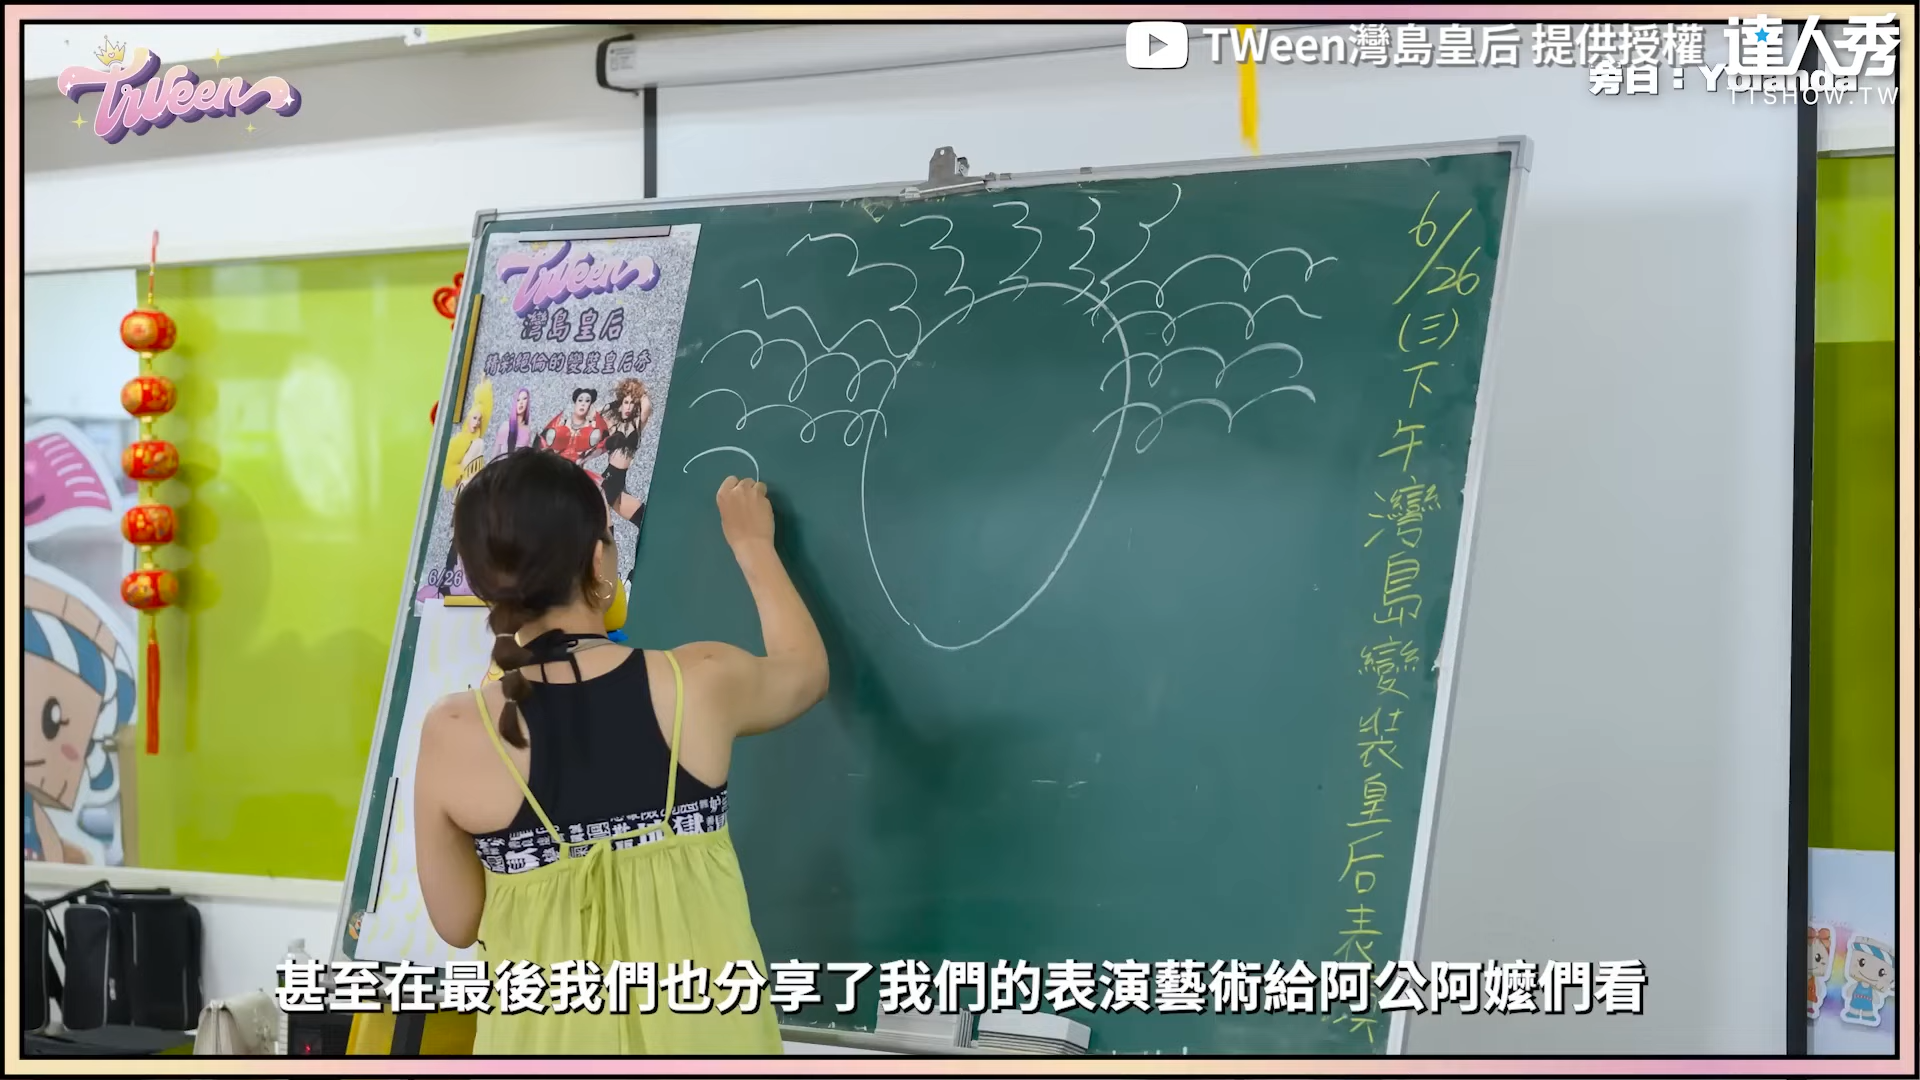 TWeen
TWeen灣島皇后 提供授權
達人秀
TTSHOW.TW
旁白：Yolanda
TWeen
灣島皇后
精彩絕倫的變裝皇后秀
6/26
6/26
(三)
下午灣島變裝皇后表
甚至在最後我們也分享了我們的表演藝術給阿公阿嬤們看